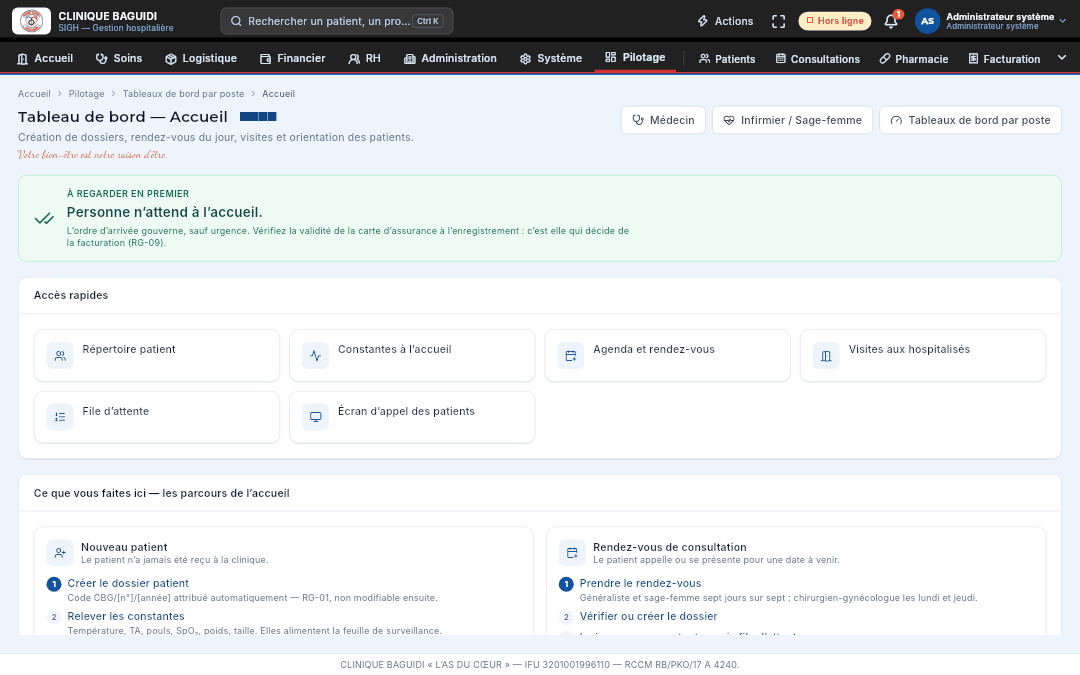 CLINIQUE BAGUIDI
SIGH — Gestion hospitalière
Rechercher un patient, un pro... Ctrl K
Actions
Hors ligne
1
AS
Administrateur système
Administrateur système
Accueil
Soins
Logistique
Financier
RH
Administration
Système
Pilotage
Patients
Consultations
Pharmacie
Facturation
Accueil > Pilotage > Tableaux de bord par poste > Accueil
Tableau de bord — Accueil
Création de dossiers, rendez-vous du jour, visites et orientation des patients.
Votre bien-être est notre raison d'être.
Médecin
Infirmier / Sage-femme
Tableaux de bord par poste
À REGARDER EN PREMIER
Personne n'attend à l'accueil.
L'ordre d'arrivée gouverne, sauf urgence. Vérifiez la validité de la carte d'assurance à l'enregistrement : c'est elle qui décide de
la facturation (RG-09).
Accès rapides
Répertoire patient
Constantes à l'accueil
Agenda et rendez-vous
Visites aux hospitalisés
File d'attente
Écran d'appel des patients
Ce que vous faites ici — les parcours de l'accueil
Nouveau patient
Le patient n'a jamais été reçu à la clinique.
1 Créer le dossier patient
Code CBG/[n°]/[année] attribué automatiquement — RG-01, non modifiable ensuite.
2 Relever les constantes
Température, TA, pouls, SpO₂, poids, taille. Elles alimentent la feuille de surveillance.
Rendez-vous de consultation
Le patient appelle ou se présente pour une date à venir.
1 Prendre le rendez-vous
Généraliste et sage-femme sept jours sur sept ; chirurgien-gynécologue les lundi et jeudi.
2 Vérifier ou créer le dossier
CLINIQUE BAGUIDI « L'AS DU CŒUR » — IFU 3201001996110 — RCCM RB/PKO/17 A 4240.